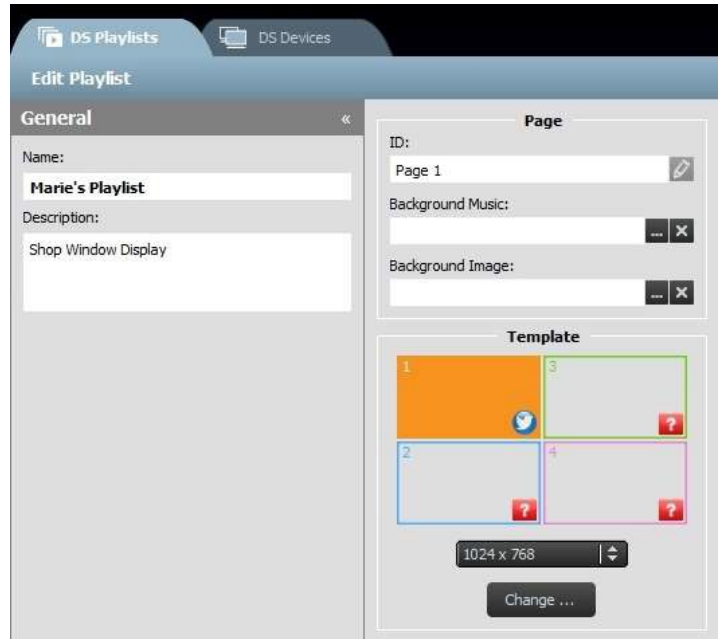 DS Playlists
DS Devices
Edit Playlist
General «
Name:
Marie's Playlist
Description:
Shop Window Display
Page
ID:
Page 1
Background Music:
... ×
Background Image:
... ×
Template
1
3
?
2
?
4
?
1024 x 768
Change ...